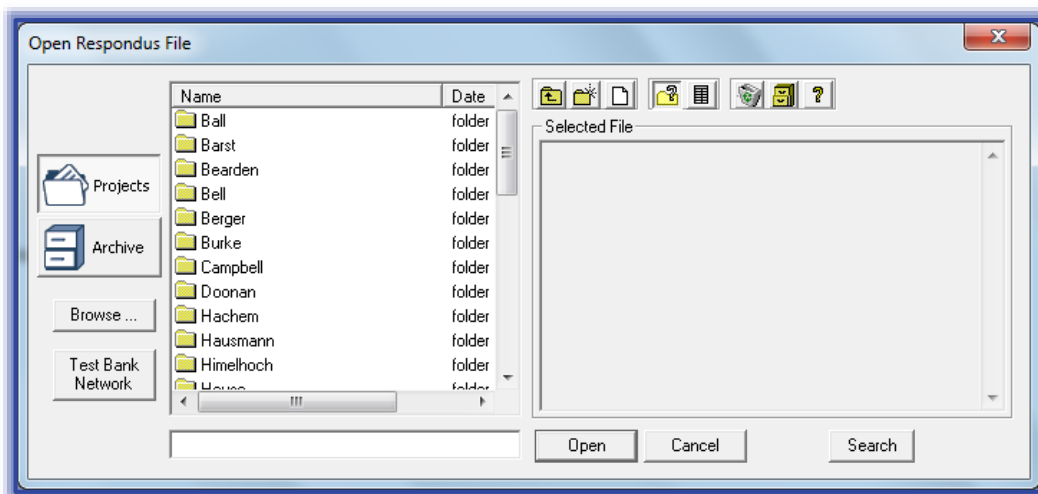 Open Respondus File
Name Date
Ball folder
Barst folder
Bearden folder
Bell folder
Berger folder
Burke folder
Campbell folder
Doonan folder
Hachem folder
Hausmann folder
Himelhoch folder
House folder
Projects
Archive
Browse ...
Test Bank
Network
Selected File
Open Cancel Search